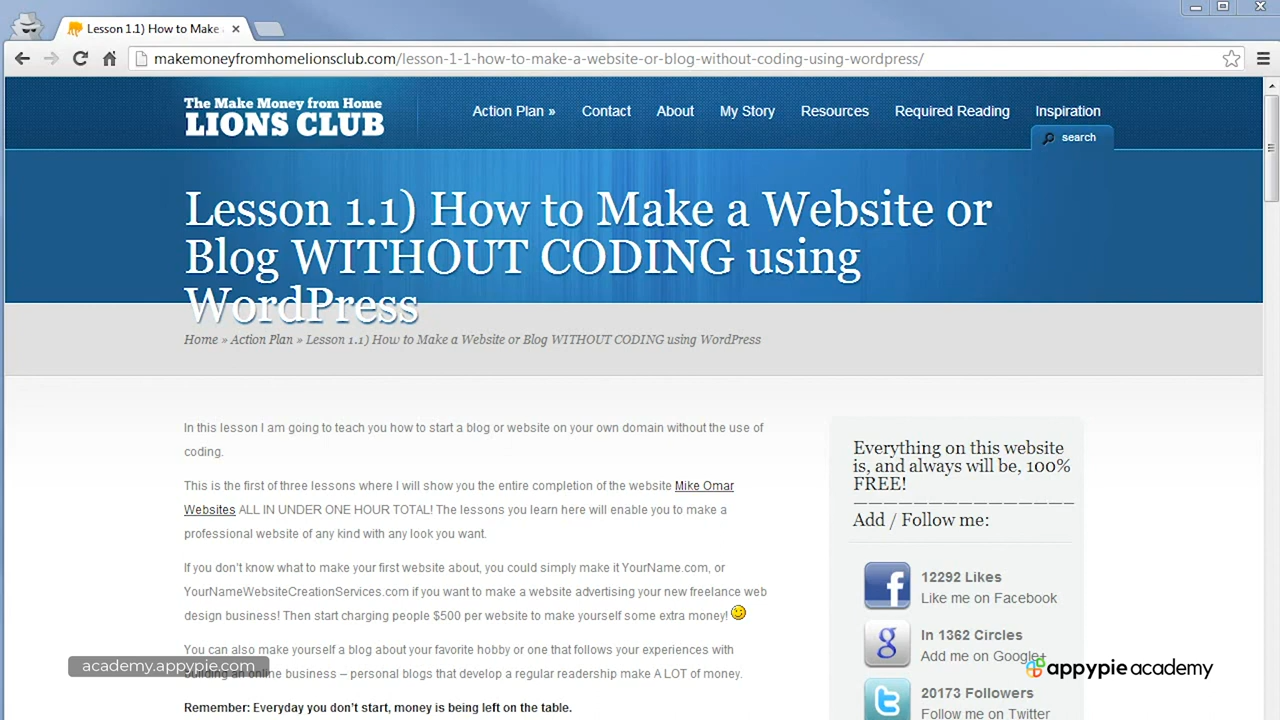 Lesson 1.1) How to Make
makemoneyfromhomelionsclub.com/lesson-1-1-how-to-make-a-website-or-blog-without-coding-using-wordpress/
The Make Money from Home
LIONS CLUB
Action Plan » Contact About My Story Resources Required Reading Inspiration
search
Lesson 1.1) How to Make a Website or
Blog WITHOUT CODING using
WordPress
Home » Action Plan » Lesson 1.1) How to Make a Website or Blog WITHOUT CODING using WordPress
In this lesson I am going to teach you how to start a blog or website on your own domain without the use of
coding.
This is the first of three lessons where I will show you the entire completion of the website Mike Omar
Websites ALL IN UNDER ONE HOUR TOTAL! The lessons you learn here will enable you to make a
professional website of any kind with any look you want.
If you don't know what to make your first website about, you could simply make it YourName.com, or
YourNameWebsiteCreationServices.com if you want to make a website advertising your new freelance web
design business! Then start charging people $500 per website to make yourself some extra money!
You can also make yourself a blog about your favorite hobby or one that follows your experiences with
building an online business – personal blogs that develop a regular readership make A LOT of money.
Remember: Everyday you don't start, money is being left on the table.
Everything on this website
is, and always will be, 100%
FREE!
Add / Follow me:
12292 Likes
Like me on Facebook
In 1362 Circles
Add me on Google+
20173 Followers
Follow me on Twitter
academy.appypie.com
appypie academy